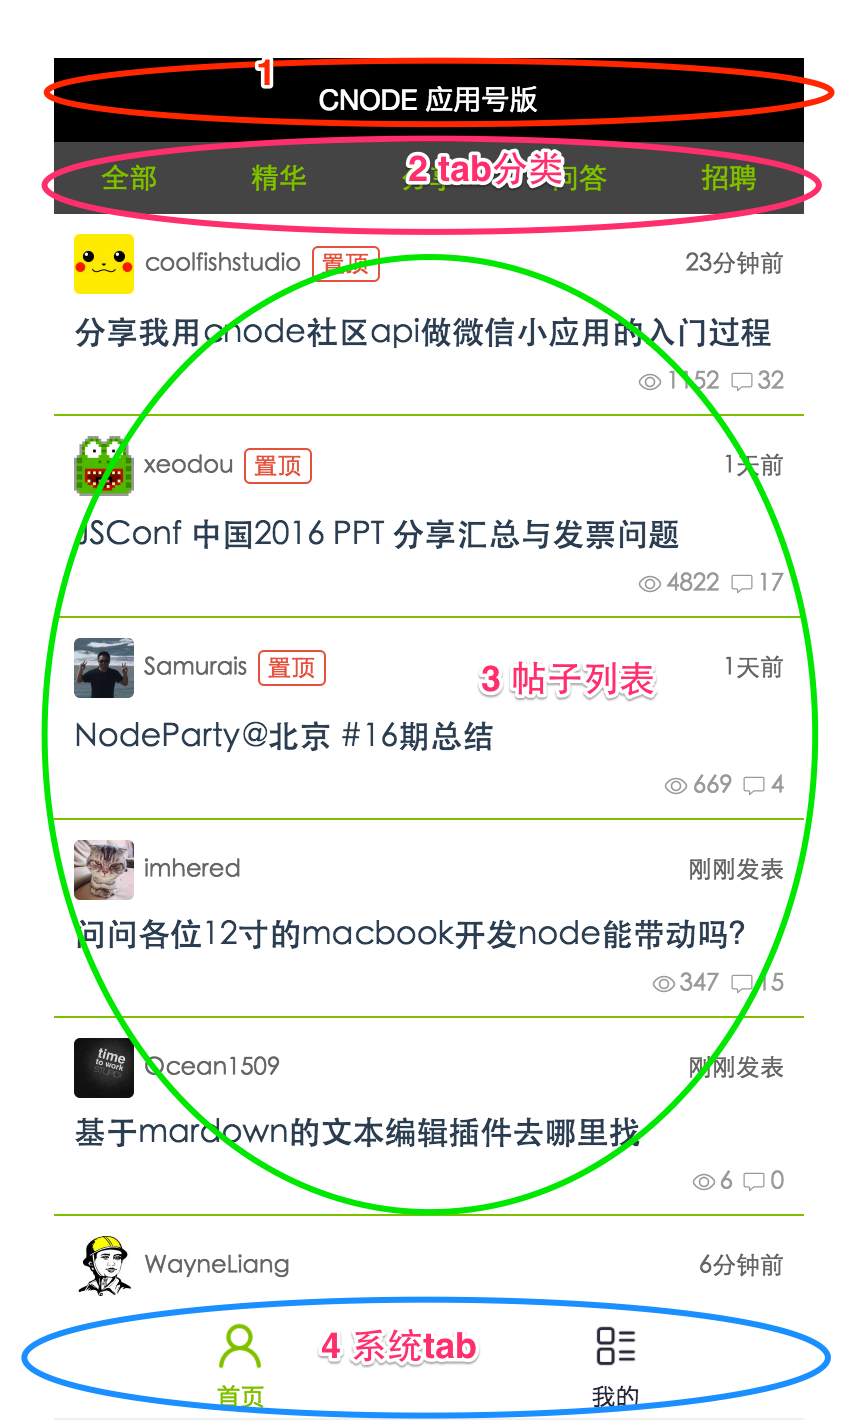 1
CNODE 应用号版
全部 精华 分享 问答 招聘
2 tab分类
coolfishstudio 置顶 23分钟前
分享我用cnode社区api做微信小应用的入门过程
1152 32
xeodou 置顶 1天前
JSConf 中国2016 PPT 分享汇总与发票问题
4822 17
Samurais 置顶 1天前
3 帖子列表
NodeParty@北京 #16期总结
669 4
imhered 刚刚发表
问问各位12寸的macbook开发node能带动吗?
347 15
time
to work
STUPID!
Ocean1509 刚刚发表
基于mardown的文本编辑插件去哪里找
6 0
WayneLiang 6分钟前
4 系统tab
首页 我的